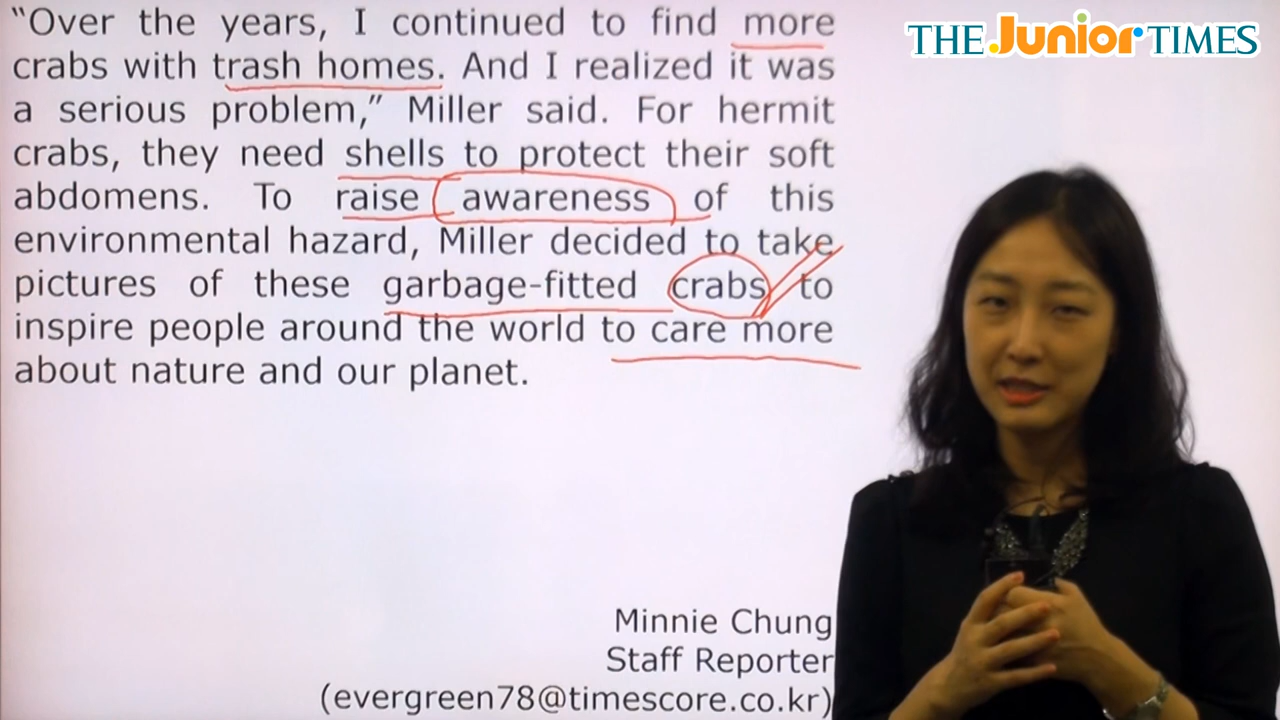 THE Junior TIMES
“Over the years, I continued to find more
crabs with trash homes. And I realized it was
a serious problem,” Miller said. For hermit
crabs, they need shells to protect their soft
abdomens. To raise awareness of this
environmental hazard, Miller decided to take
pictures of these garbage-fitted crabs to
inspire people around the world to care more
about nature and our planet.
Minnie Chung
Staff Reporter
(evergreen78@timescore.co.kr)